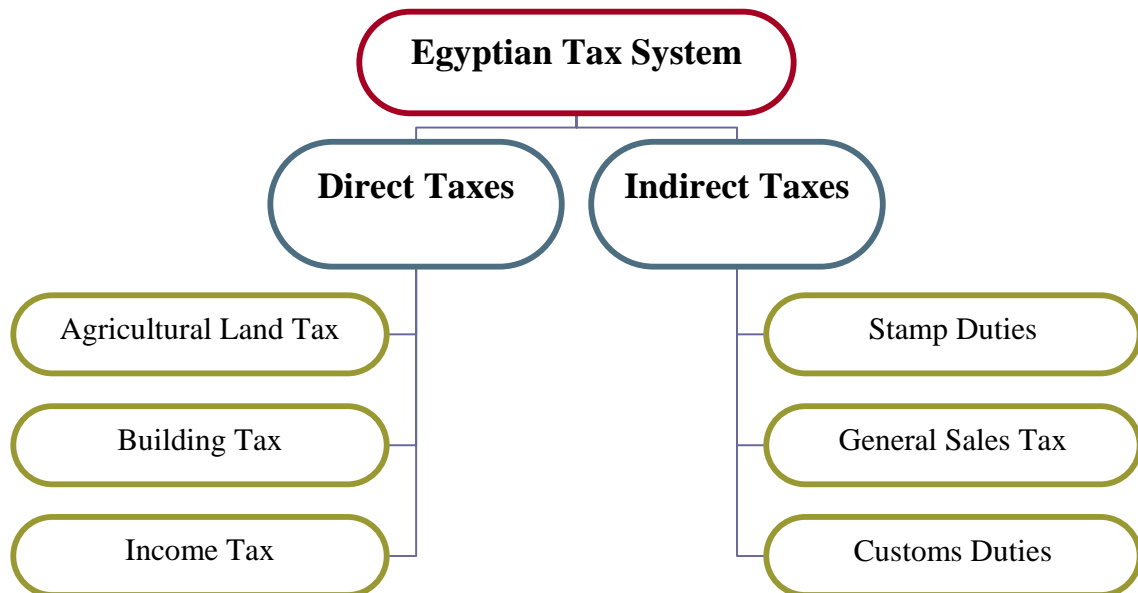 Egyptian Tax System
Direct Taxes
Indirect Taxes
Agricultural Land Tax
Stamp Duties
Building Tax
General Sales Tax
Income Tax
Customs Duties